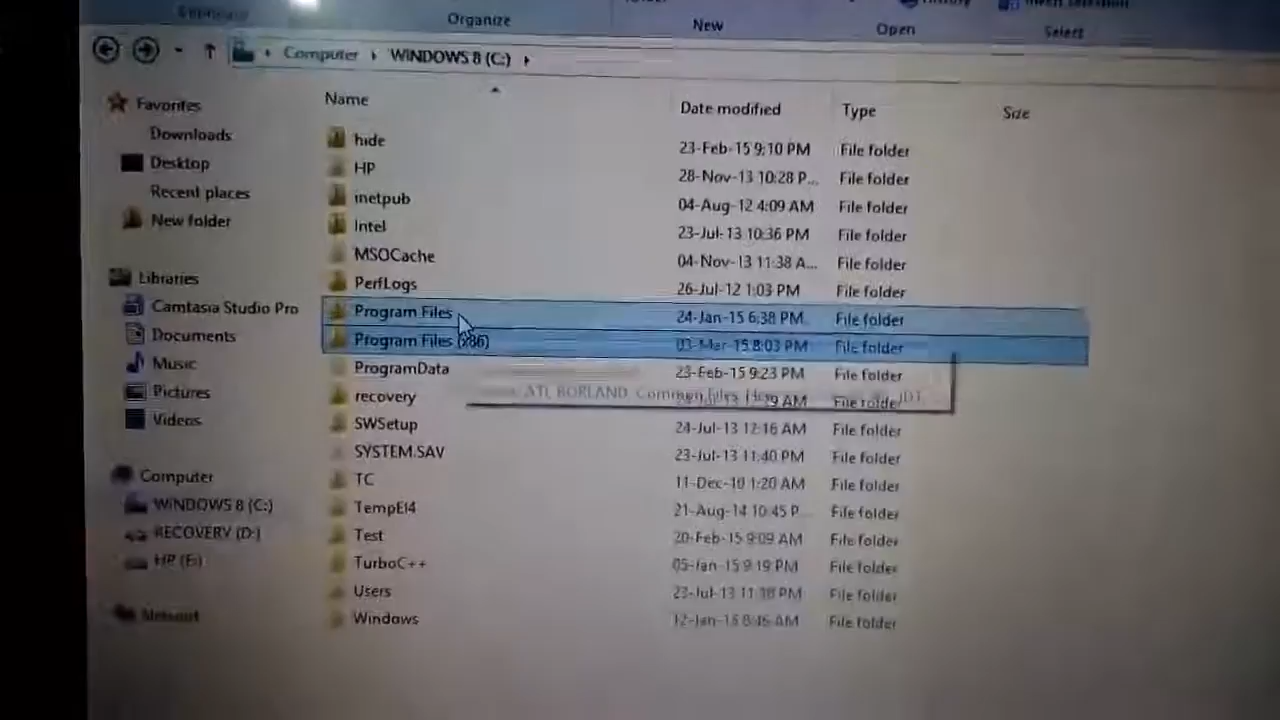 Organize
New
Open
Select
Computer WINDOWS 8 (C:)
Name Date modified Type Size
Favorites
Downloads
Desktop
Recent places
New folder
Libraries
Camtasia Studio Pro
Documents
Music
Pictures
Videos
Computer
WINDOWS 8 (C:)
RECOVERY (D:)
HP (E:)
hide 23-Feb-15 9:10 PM File folder
HP 28-Nov-13 10:28 P... File folder
inetpub 04-Aug-12 4:09 AM File folder
Intel 23-Jul-13 10:36 PM File folder
MSOCache 04-Nov-13 11:38 A... File folder
PerfLogs 26-Jul-12 1:03 PM File folder
Program Files 24-Jan-15 6:38 PM File folder
Program Files (x86) 03-Mar-15 8:03 PM File folder
ProgramData 23-Feb-15 9:23 PM File folder
recovery AM File folder
ATI, BORLAND, Common Files,
SWSetup 24-Jul-13 12:16 AM File folder
SYSTEM.SAV 23-Jul-13 11:40 PM File folder
TC 11-Dec-10 1:20 AM File folder
TempEI4 21-Aug-14 10:45 P... File folder
Test 20-Feb-15 9:09 AM File folder
TurboC++ 05-Jan-15 9:19 PM File folder
Users 23-Jul-13 11:38 PM File folder
Windows 12-Jan-15 8:46 AM File folder